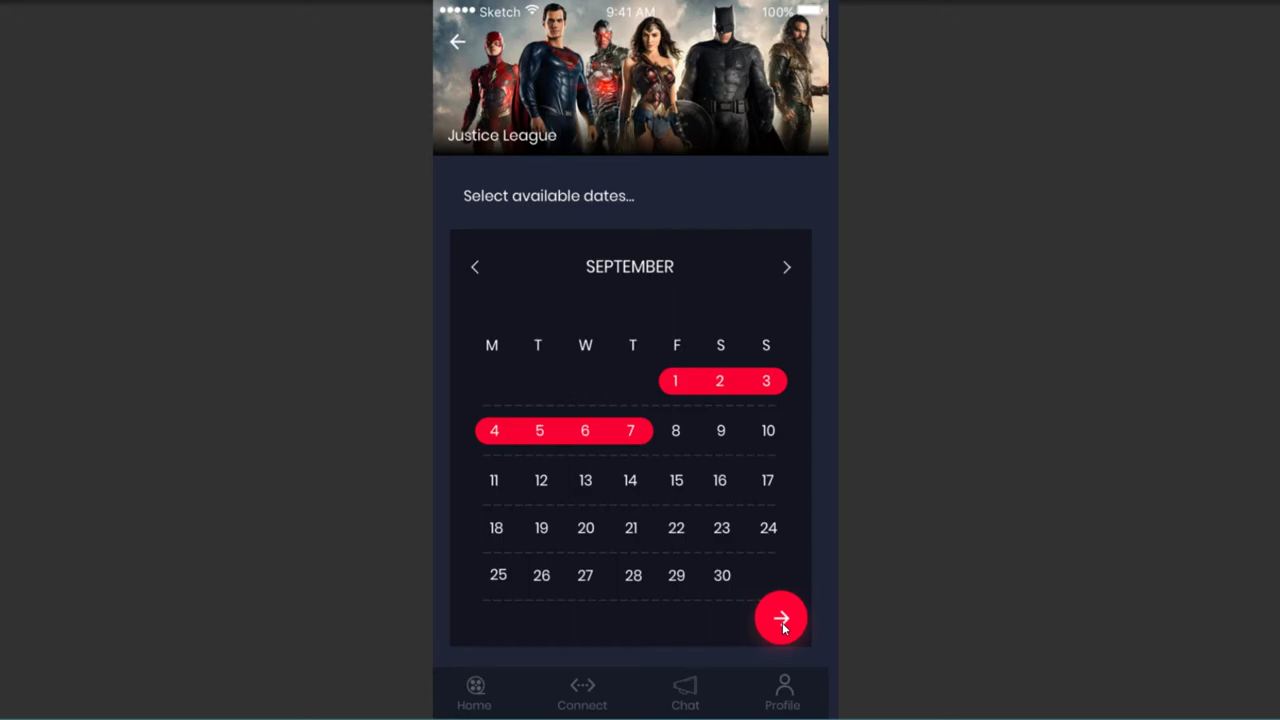 Sketch 9:41 AM 100%
Justice League
Select available dates...
SEPTEMBER
M T W T F S S
1 2 3
4 5 6 7 8 9 10
11 12 13 14 15 16 17
18 19 20 21 22 23 24
25 26 27 28 29 30
Home Connect Chat Profile